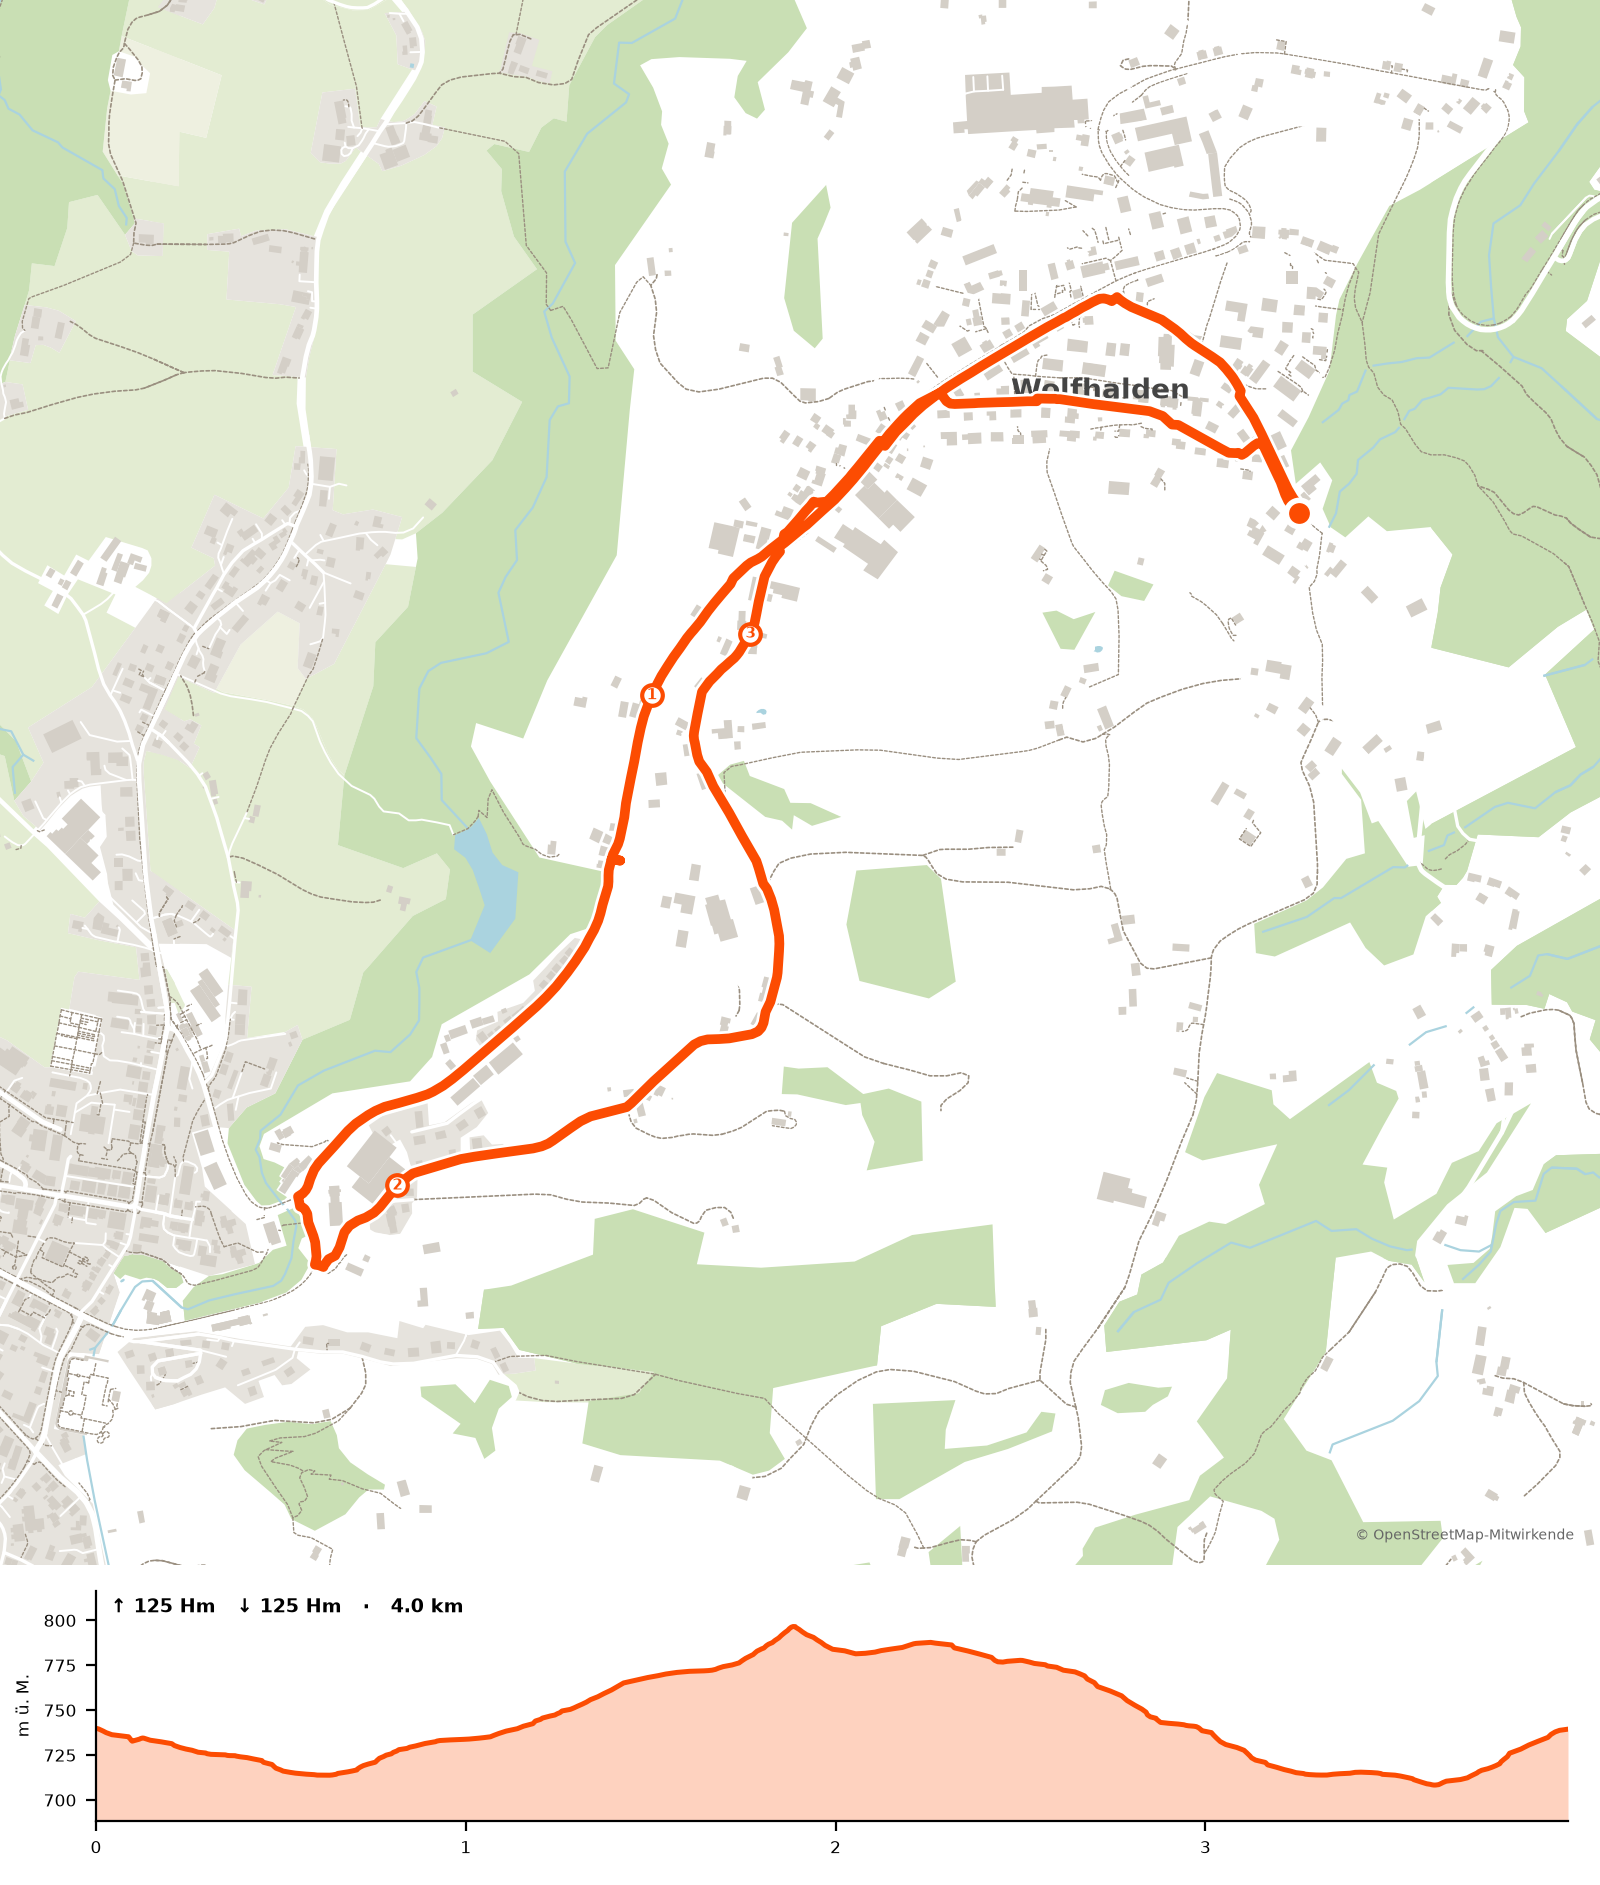 Wolfhalden
3
1
2
© OpenStreetMap-Mitwirkende
↑ 125 Hm ↓ 125 Hm · 4.0 km
m ü. M.
800
775
750
725
700
0 1 2 3